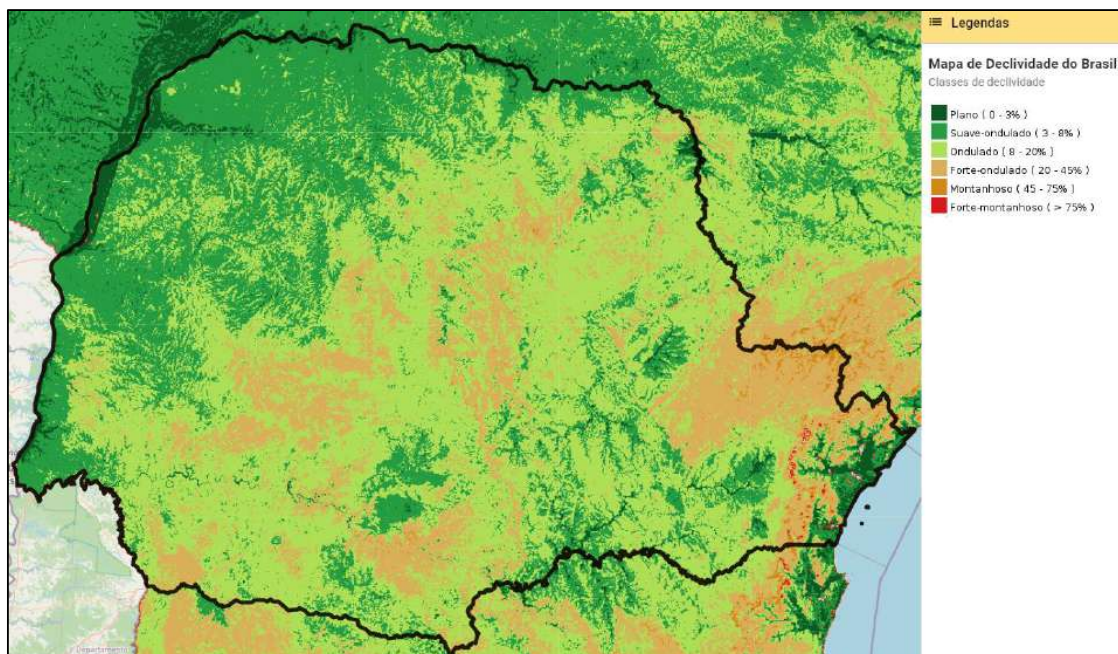 Legendas
Mapa de Declividade do Brasil
Classes de declividade
Plano ( 0 - 3% )
Suave-ondulado ( 3 - 8% )
Ondulado ( 8 - 20% )
Forte-ondulado ( 20 - 45% )
Montanhoso ( 45 - 75% )
Forte-montanhoso ( > 75% )